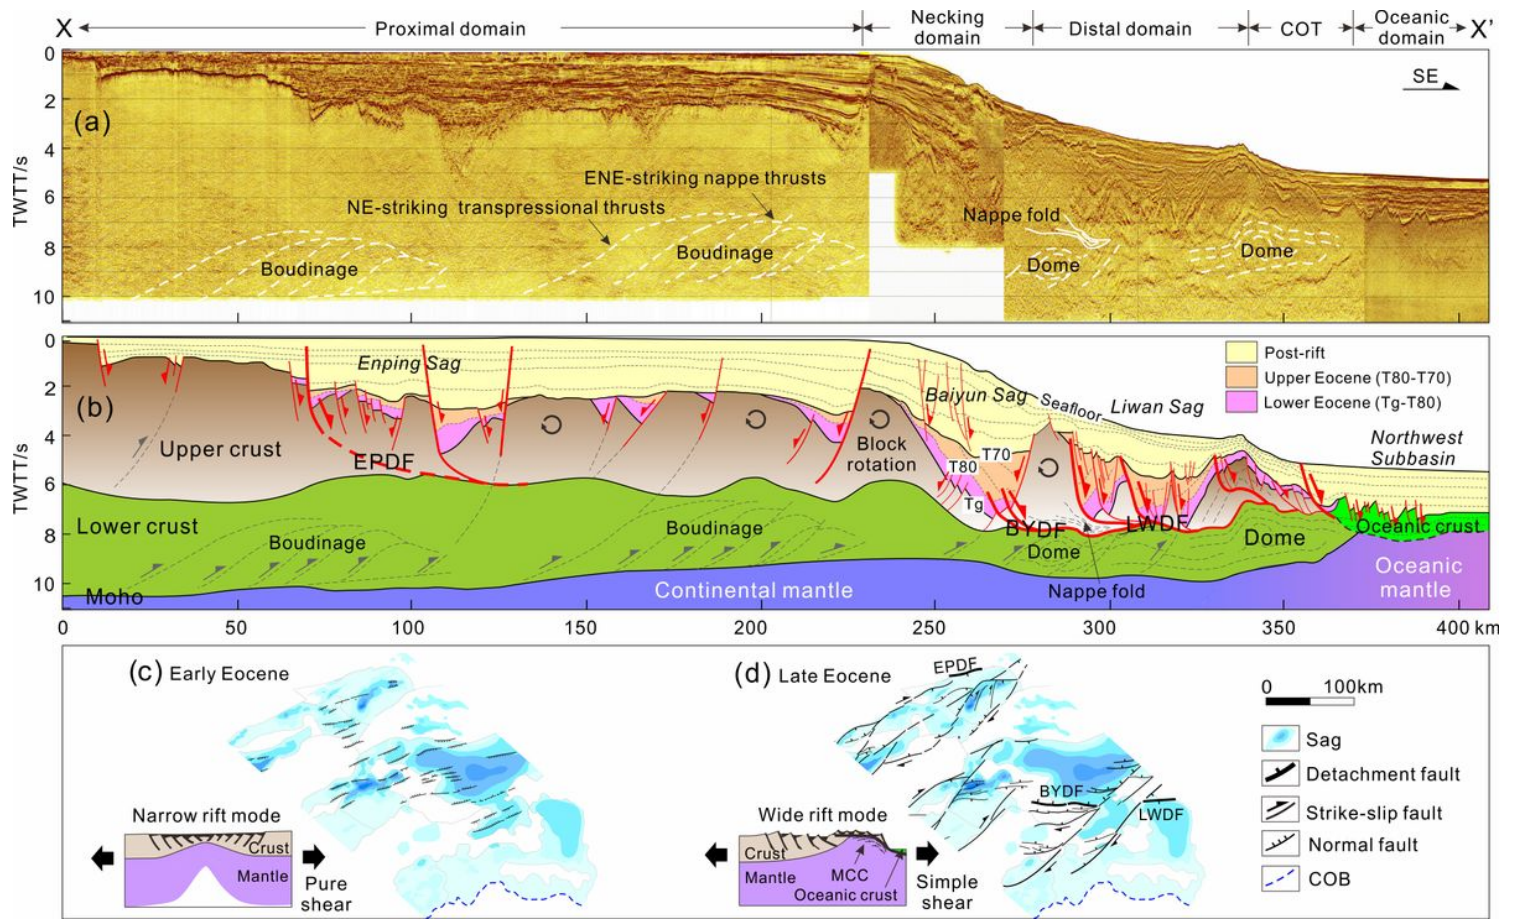 X Proximal domain Necking domain Distal domain COT Oceanic domain X'
SE
(a)
TWTT/s
0
2
4
6
8
10
ENE-striking nappe thrusts
NE-striking transpressional thrusts
Boudinage
Boudinage
Nappe fold
Dome
Dome
(b)
TWTT/s
0
2
4
6
8
10
Enping Sag
Baiyun Sag
Seafloor
Liwan Sag
Northwest
Subbasin
Post-rift
Upper Eocene (T80-T70)
Lower Eocene (Tg-T80)
Upper crust
EPDF
Block
rotation
T70
T80
Tg
BYDF
LWDF
Lower crust
Boudinage
Boudinage
Dome
Dome
Nappe fold
Oceanic crust
Moho
Continental mantle
Oceanic
mantle
0 50 100 150 200 250 300 350 400 km
(c) Early Eocene
Narrow rift mode
Crust
Mantle
Pure
shear
(d) Late Eocene
EPDF
BYDF
LWDF
Wide rift mode
Crust
Mantle
MCC
Oceanic crust
Simple
shear
0 100km
Sag
Detachment fault
Strike-slip fault
Normal fault
COB